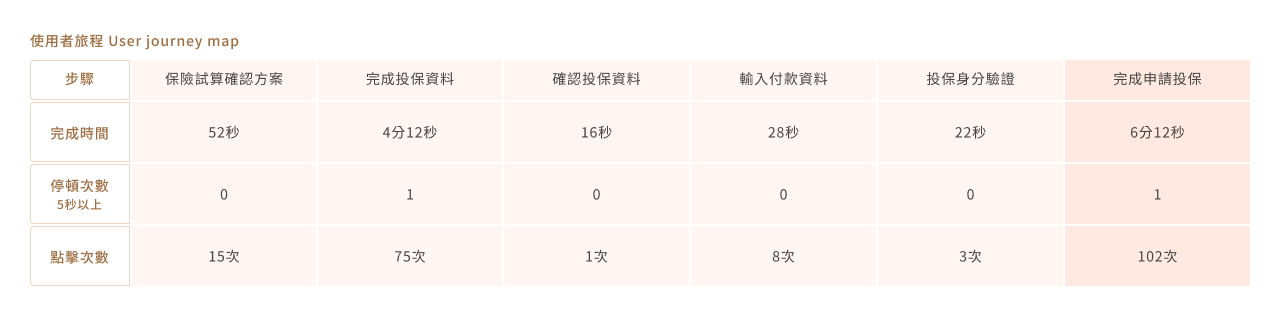 使用者旅程 User journey map
步驟 保險試算確認方案 完成投保資料 確認投保資料 輸入付款資料 投保身分驗證 完成申請投保
完成時間 52秒 4分12秒 16秒 28秒 22秒 6分12秒
停頓次數
5秒以上 0 1 0 0 0 1
點擊次數 15次 75次 1次 8次 3次 102次